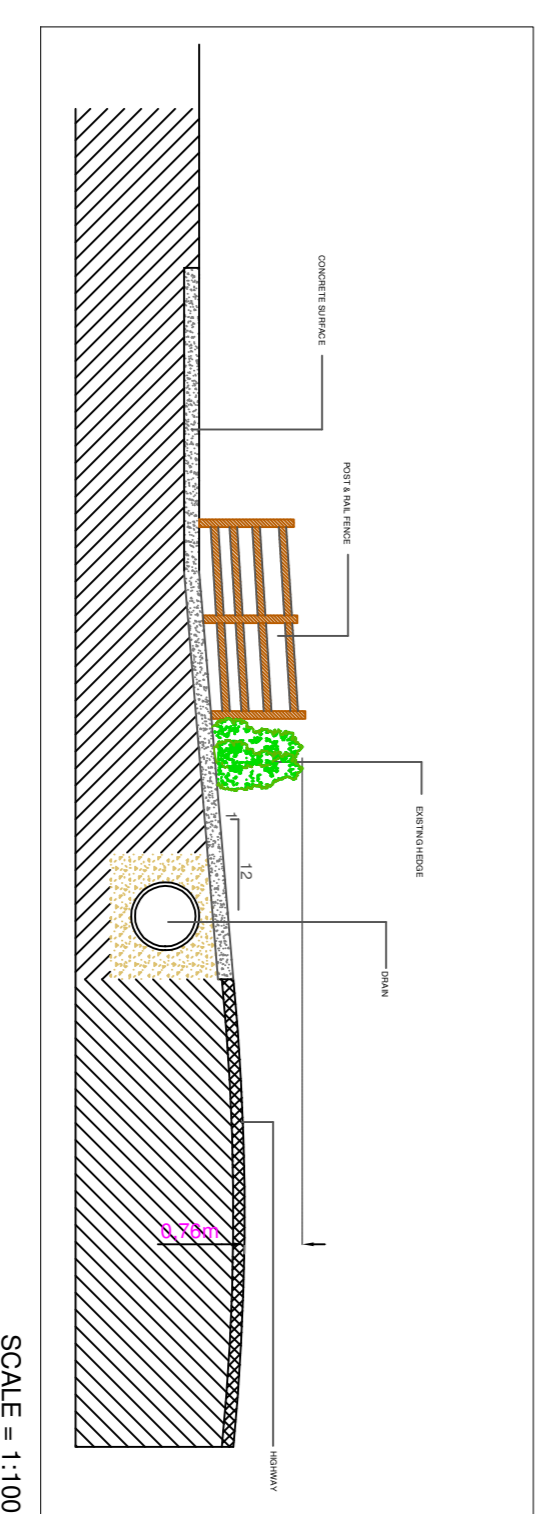 CONCRETE SURFACE
POST & RAIL FENCE
EXISTING HEDGE
1
12
DRAIN
0,76m
HIGHWAY
SCALE = 1:100